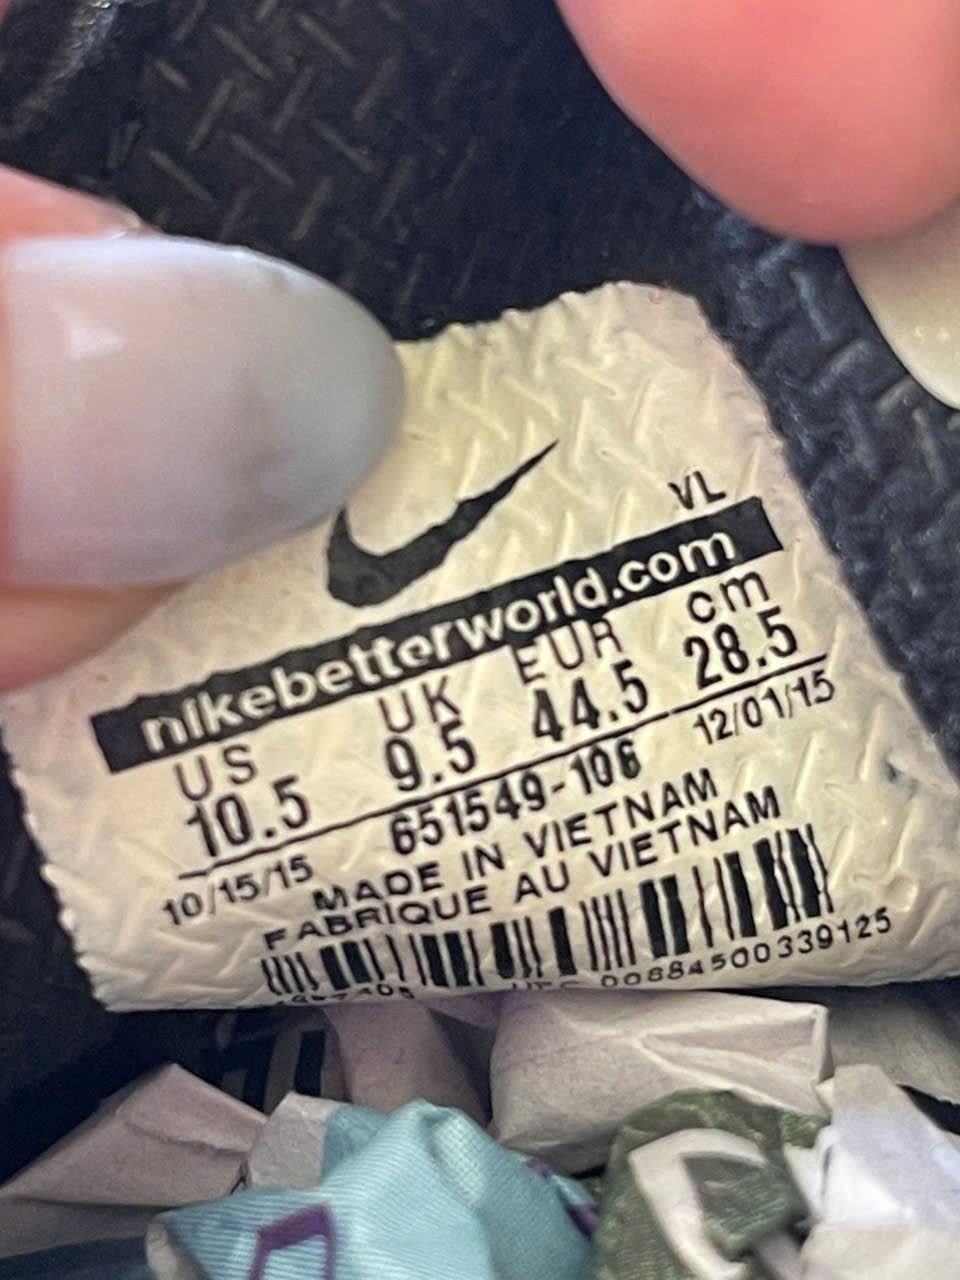 VL
nikebetterworld.com
US UK EUR cm
10.5 9.5 44.5 28.5
10/15/15 651549-106 12/01/15
MADE IN VIETNAM
FABRIQUE AU VIETNAM
UPC 00884500339125